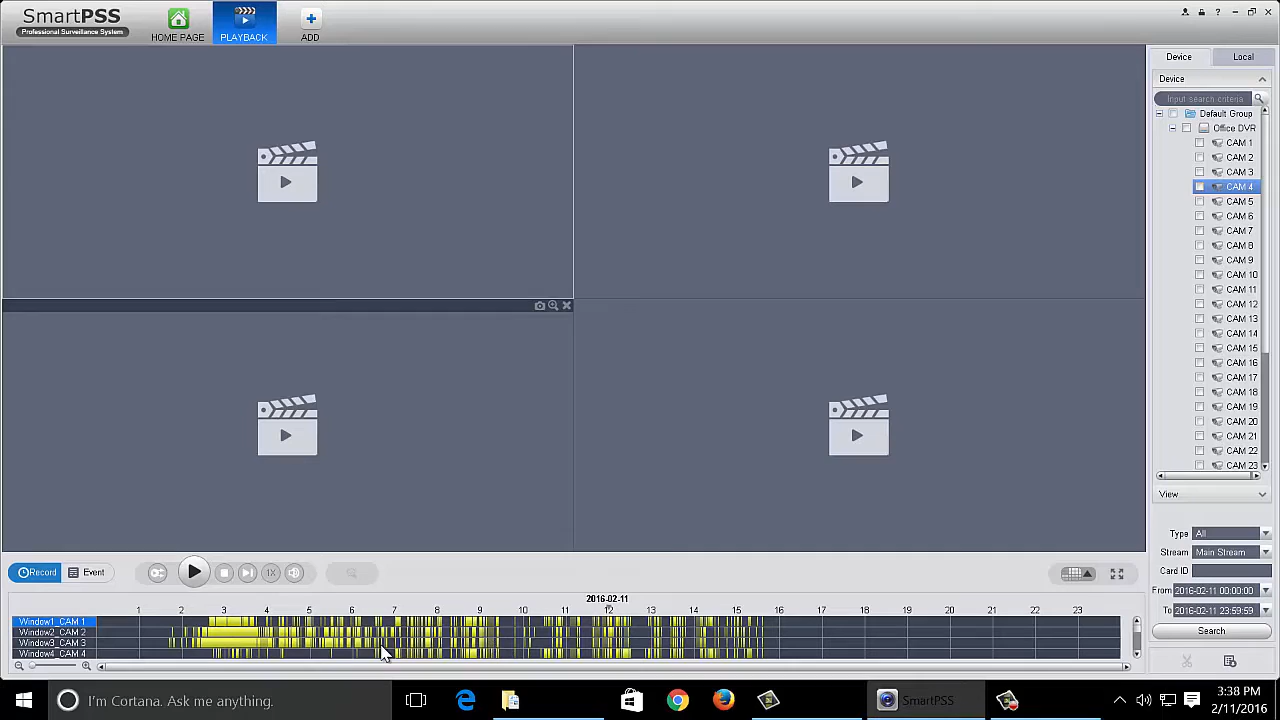 SmartPSS
Professional Surveillance System
HOME PAGE
PLAYBACK
ADD
?
Device
Local
Device
Input search criteria
Default Group
Office DVR
CAM 1
CAM 2
CAM 3
CAM 4
CAM 5
CAM 6
CAM 7
CAM 8
CAM 9
CAM 10
CAM 11
CAM 12
CAM 13
CAM 14
CAM 15
CAM 16
CAM 17
CAM 18
CAM 19
CAM 20
CAM 21
CAM 22
CAM 23
View
Type All
Stream Main Stream
Card ID
From 2016-02-11 00:00:00
To 2016-02-11 23:59:59
Search
Record
Event
1X
2016-02-11
1 2 3 4 5 6 7 8 9 10 11 12 13 14 15 16 17 18 19 20 21 22 23
Window1_CAM 1
Window2_CAM 2
Window3_CAM 3
Window4_CAM 4
I'm Cortana. Ask me anything.
SmartPSS
3:38 PM
2/11/2016